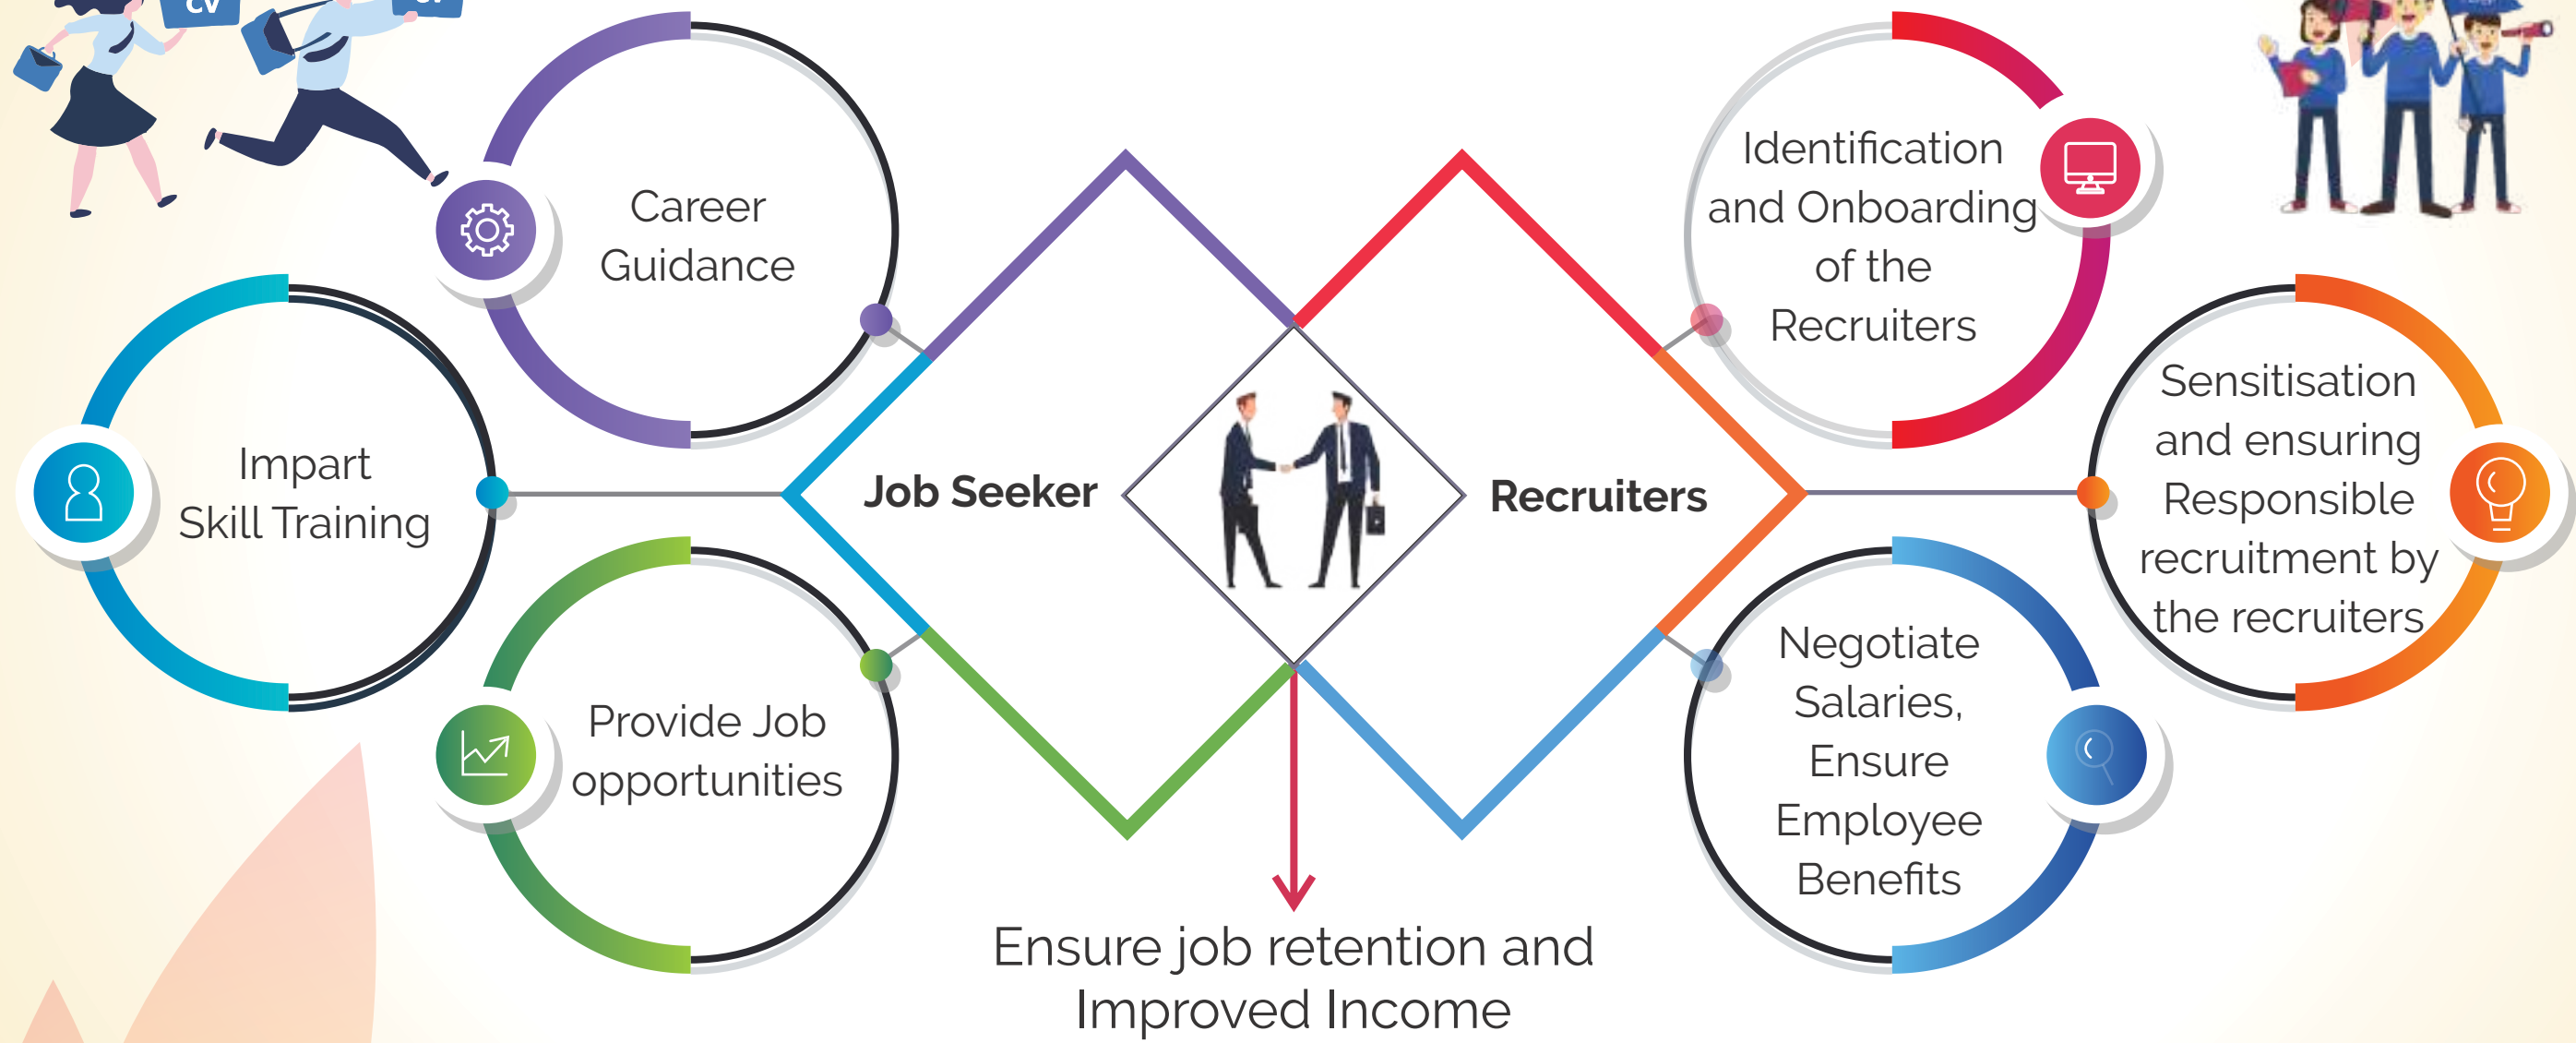 CV
Career
Guidance
Impart
Skill Training
Provide Job
opportunities
Job Seeker
Recruiters
Identification
and Onboarding
of the
Recruiters
Sensitisation
and ensuring
Responsible
recruitment by
the recruiters
Negotiate
Salaries,
Ensure
Employee
Benefits
Ensure job retention and
Improved Income